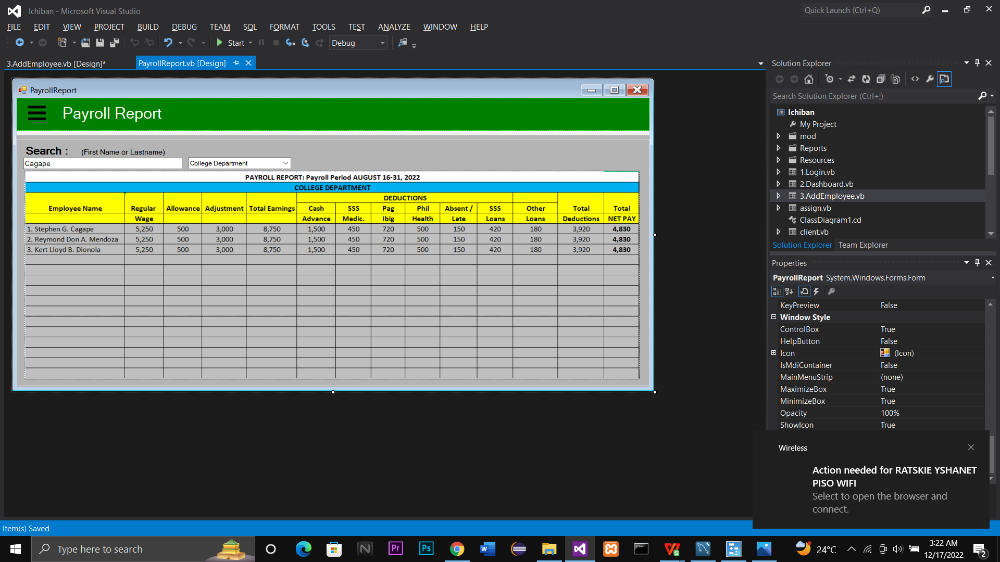 Ichiban - Microsoft Visual Studio
Quick Launch (Ctrl+Q)
FILE EDIT VIEW PROJECT BUILD DEBUG TEAM SQL FORMAT TOOLS TEST ANALYZE WINDOW HELP
Start Debug
3.AddEmployee.vb [Design]* PayrollReport.vb [Design]
PayrollReport
Payroll Report
Search : (First Name or Lastname)
Cagape College Department
PAYROLL REPORT: Payroll Period AUGUST 16-31, 2022
COLLEGE DEPARTMENT
DEDUCTIONS
Employee Name Regular Allowance Adjustment Total Earnings Cash SSS Pag Phil Absent / SSS Other Total Total
Wage Advance Medic. Ibig Health Late Loans Loans Deductions NET PAY
1. Stephen G. Cagape 5,250 500 3,000 8,750 1,500 450 720 500 150 420 180 3,920 4,830
2. Reymond Don A. Mendoza 5,250 500 3,000 8,750 1,500 450 720 500 150 420 180 3,920 4,830
3. Kert Lloyd B. Dionola 5,250 500 3,000 8,750 1,500 450 720 500 150 420 180 3,920 4,830
Solution Explorer
Search Solution Explorer (Ctrl+;)
VB Ichiban
My Project
mod
Reports
Resources
1.Login.vb
2.Dashboard.vb
3.AddEmployee.vb
assign.vb
ClassDiagram1.cd
client.vb
Solution Explorer Team Explorer
Properties
PayrollReport System.Windows.Forms.Form
KeyPreview False
Window Style
ControlBox True
HelpButton False
Icon (Icon)
IsMdiContainer False
MainMenuStrip (none)
MaximizeBox True
MinimizeBox True
Opacity 100%
ShowIcon True
Wireless
Action needed for RATSKIE YSHANET
PISO WIFI
Select to open the browser and
connect.
Item(s) Saved
Type here to search
N Pr Ps W
24°C
3:22 AM
12/17/2022
2